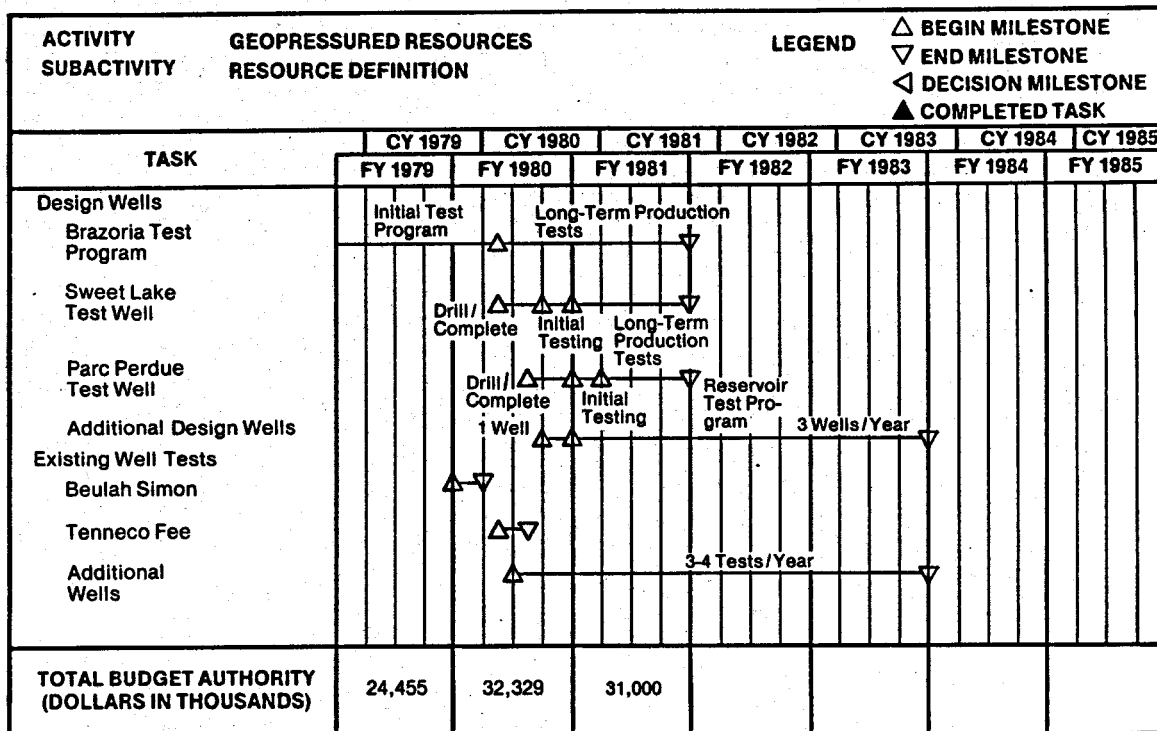 ACTIVITY GEOPRESSURED RESOURCES
SUBACTIVITY RESOURCE DEFINITION
LEGEND
△ BEGIN MILESTONE
▽ END MILESTONE
◁ DECISION MILESTONE
▲ COMPLETED TASK
TASK
CY 1979 CY 1980 CY 1981 CY 1982 CY 1983 CY 1984 CY 1985
FY 1979 FY 1980 FY 1981 FY 1982 FY 1983 FY 1984 FY 1985
Design Wells
Brazoria Test
Program
Initial Test
Program
Long-Term Production
Tests
Sweet Lake
Test Well
Drill/
Complete
Initial
Testing
Long-Term
Production
Tests
Parc Perdue
Test Well
Drill/
Complete
Initial
Testing
Reservoir
Test Pro-
gram
Additional Design Wells
1 Well
3 Wells/Year
Existing Well Tests
Beulah Simon
Tenneco Fee
Additional
Wells
3-4 Tests/Year
TOTAL BUDGET AUTHORITY
(DOLLARS IN THOUSANDS)
24,455 32,329 31,000